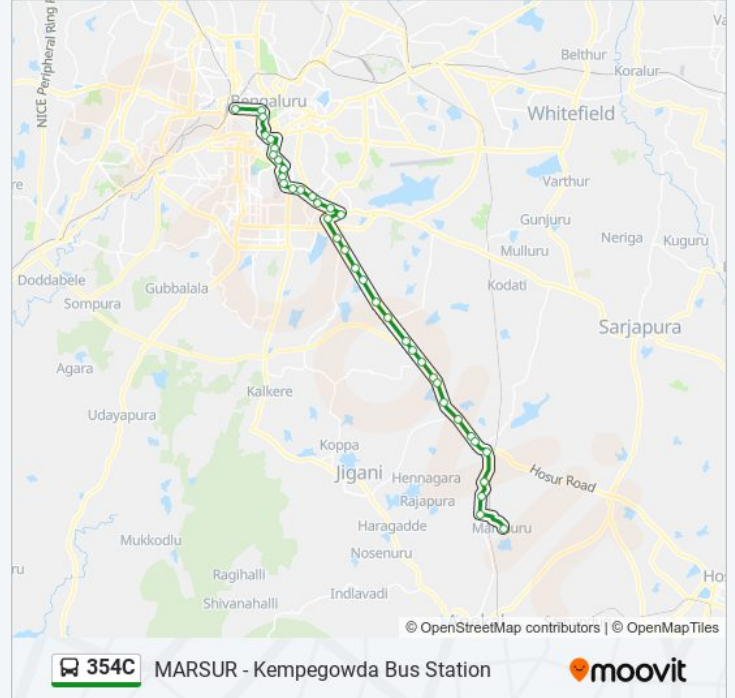 NICE Peripheral Ring
Bengaluru
Belthur
Koralur
Whitefield
Varthur
Gunjuru
Neriga
Kuguru
Mulluru
Kodati
Doddabele
Sompura
Gubbalala
Sarjapura
Agara
Kalkere
Udayapura
Koppa
Jigani
Hennagara
Hosur Road
Rajapura
Haragadde
Mukkodlu
Nosenuru
Ragihalli
Indlavadi
Shivanahalli
© OpenStreetMap contributors | © OpenMapTiles
354C MARSUR - Kempegowda Bus Station moovit